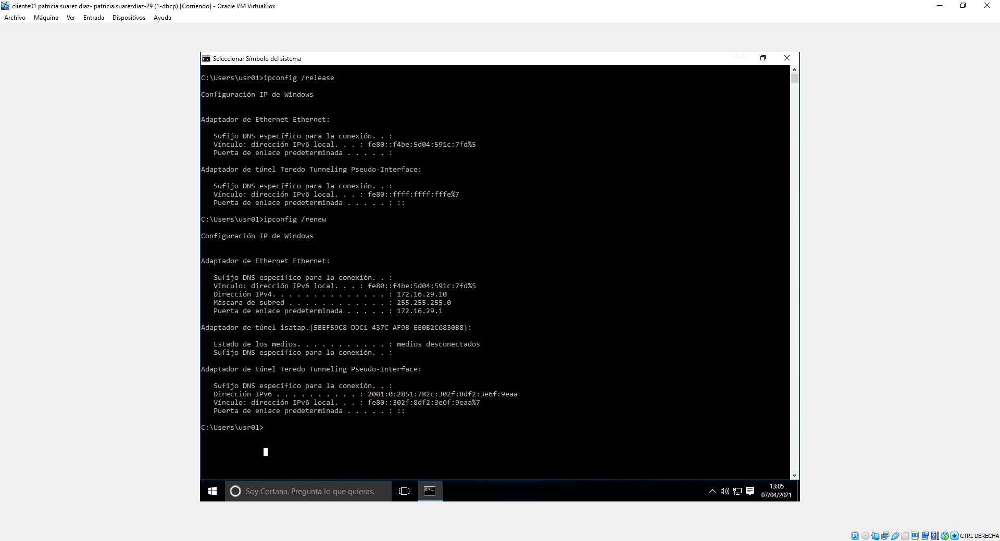 cliente01 patricia suarez diaz- patricia.suarezdiaz-29 (1-dhcp) [Corriendo] - Oracle VM VirtualBox
Archivo Máquina Ver Entrada Dispositivos Ayuda
Seleccionar Símbolo del sistema
C:\Users\usr01>ipconfig /release
Configuración IP de Windows
Adaptador de Ethernet Ethernet:
Sufijo DNS específico para la conexión. . :
Vínculo: dirección IPv6 local. . . : fe80::f4be:5d04:591c:7fd%5
Puerta de enlace predeterminada . . . . . :
Adaptador de túnel Teredo Tunneling Pseudo-Interface:
Sufijo DNS específico para la conexión. . :
Vínculo: dirección IPv6 local. . . : fe80::ffff:ffff:fffe%7
Puerta de enlace predeterminada . . . . . : ::
C:\Users\usr01>ipconfig /renew
Configuración IP de Windows
Adaptador de Ethernet Ethernet:
Sufijo DNS específico para la conexión. . :
Vínculo: dirección IPv6 local. . . : fe80::f4be:5d04:591c:7fd%5
Dirección IPv4. . . . . . . . . . . . . . : 172.16.29.10
Máscara de subred . . . . . . . . . . . . : 255.255.255.0
Puerta de enlace predeterminada . . . . . : 172.16.29.1
Adaptador de túnel isatap.{5BEF59C8-DDC1-437C-AF9B-EE0B2C6830B8}:
Estado de los medios. . . . . . . . . . . : medios desconectados
Sufijo DNS específico para la conexión. . :
Adaptador de túnel Teredo Tunneling Pseudo-Interface:
Sufijo DNS específico para la conexión. . :
Dirección IPv6 . . . . . . . . . . : 2001:0:2851:782c:302f:8df2:3e6f:9eaa
Vínculo: dirección IPv6 local. . . : fe80::302f:8df2:3e6f:9eaa%7
Puerta de enlace predeterminada . . . . . : ::
C:\Users\usr01>
Soy Cortana. Pregunta lo que quieras.
13:05
07/04/2021
CTRL DERECHA